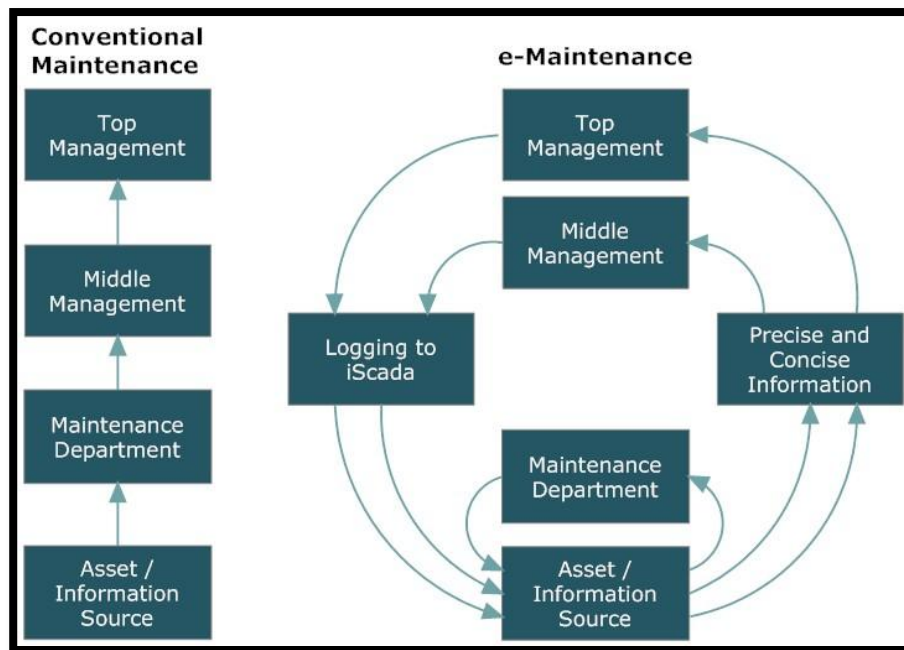 Conventional
Maintenance
Top
Management
Middle
Management
Maintenance
Department
Asset /
Information
Source
e-Maintenance
Top
Management
Middle
Management
Logging to
iScada
Precise and
Concise
Information
Maintenance
Department
Asset /
Information
Source